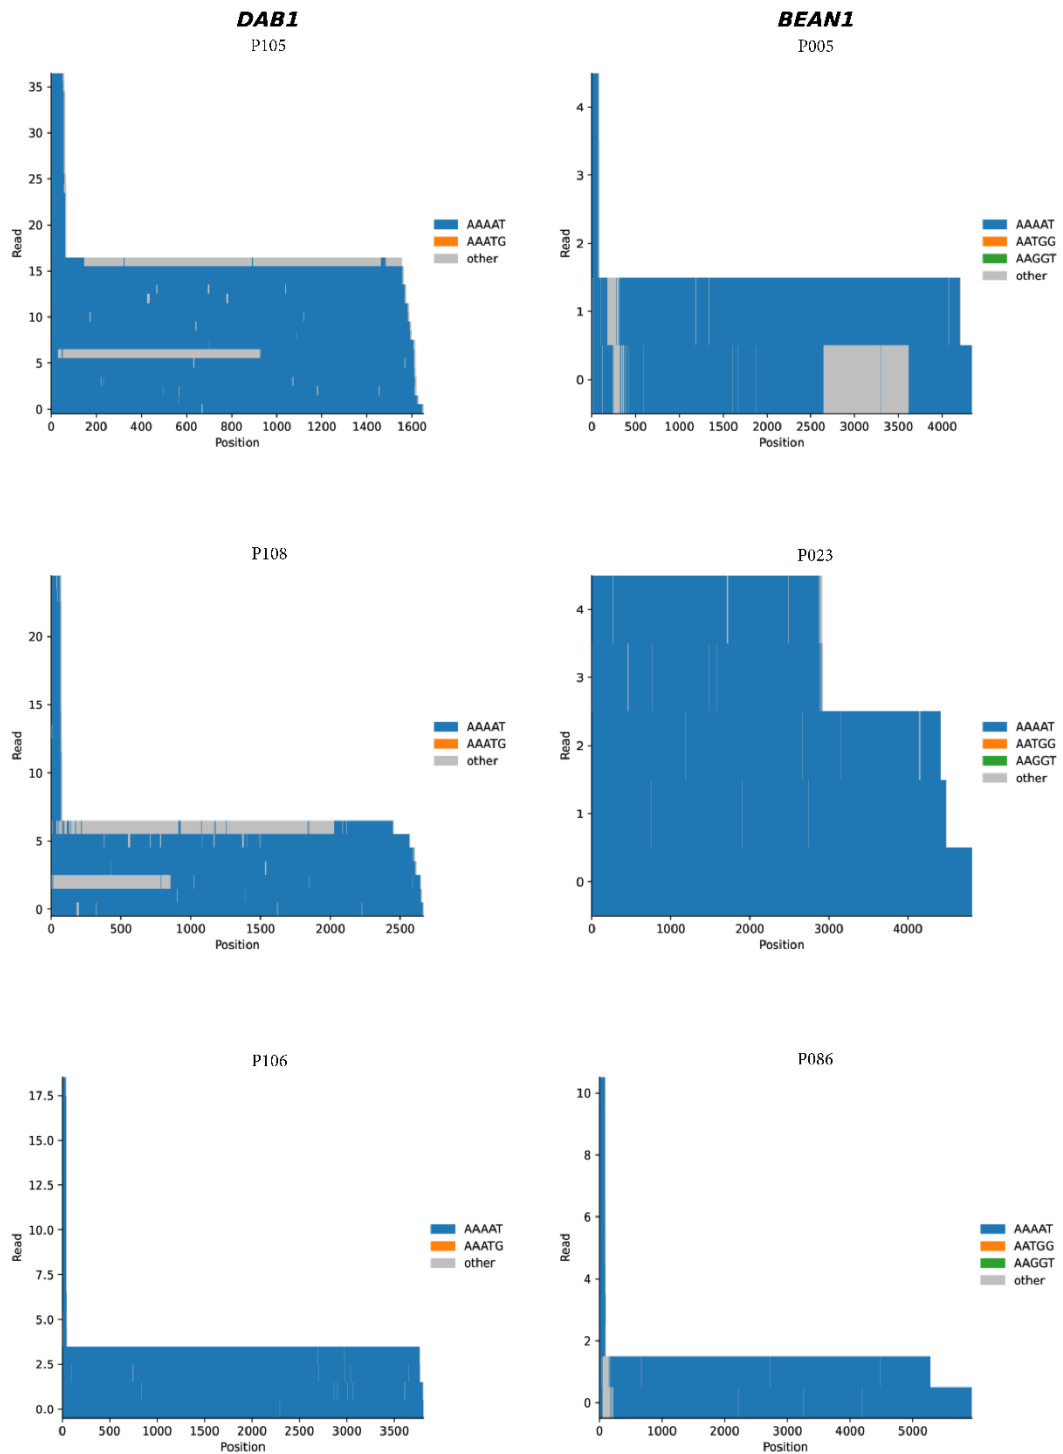 DAB1
P105
35
30
25
20
15
10
5
0
Read
0 200 400 600 800 1000 1200 1400 1600
Position
AAAAT
AAATG
other
BEAN1
P005
4
3
2
1
0
Read
0 500 1000 1500 2000 2500 3000 3500 4000
Position
AAAAT
AATGG
AAGGT
other
P108
20
15
10
5
0
Read
0 500 1000 1500 2000 2500
Position
AAAAT
AAATG
other
P023
4
3
2
1
0
Read
0 1000 2000 3000 4000
Position
AAAAT
AATGG
AAGGT
other
P106
17.5
15.0
12.5
10.0
7.5
5.0
2.5
0.0
Read
0 500 1000 1500 2000 2500 3000 3500
Position
AAAAT
AAATG
other
P086
10
8
6
4
2
0
Read
0 1000 2000 3000 4000 5000
Position
AAAAT
AATGG
AAGGT
other